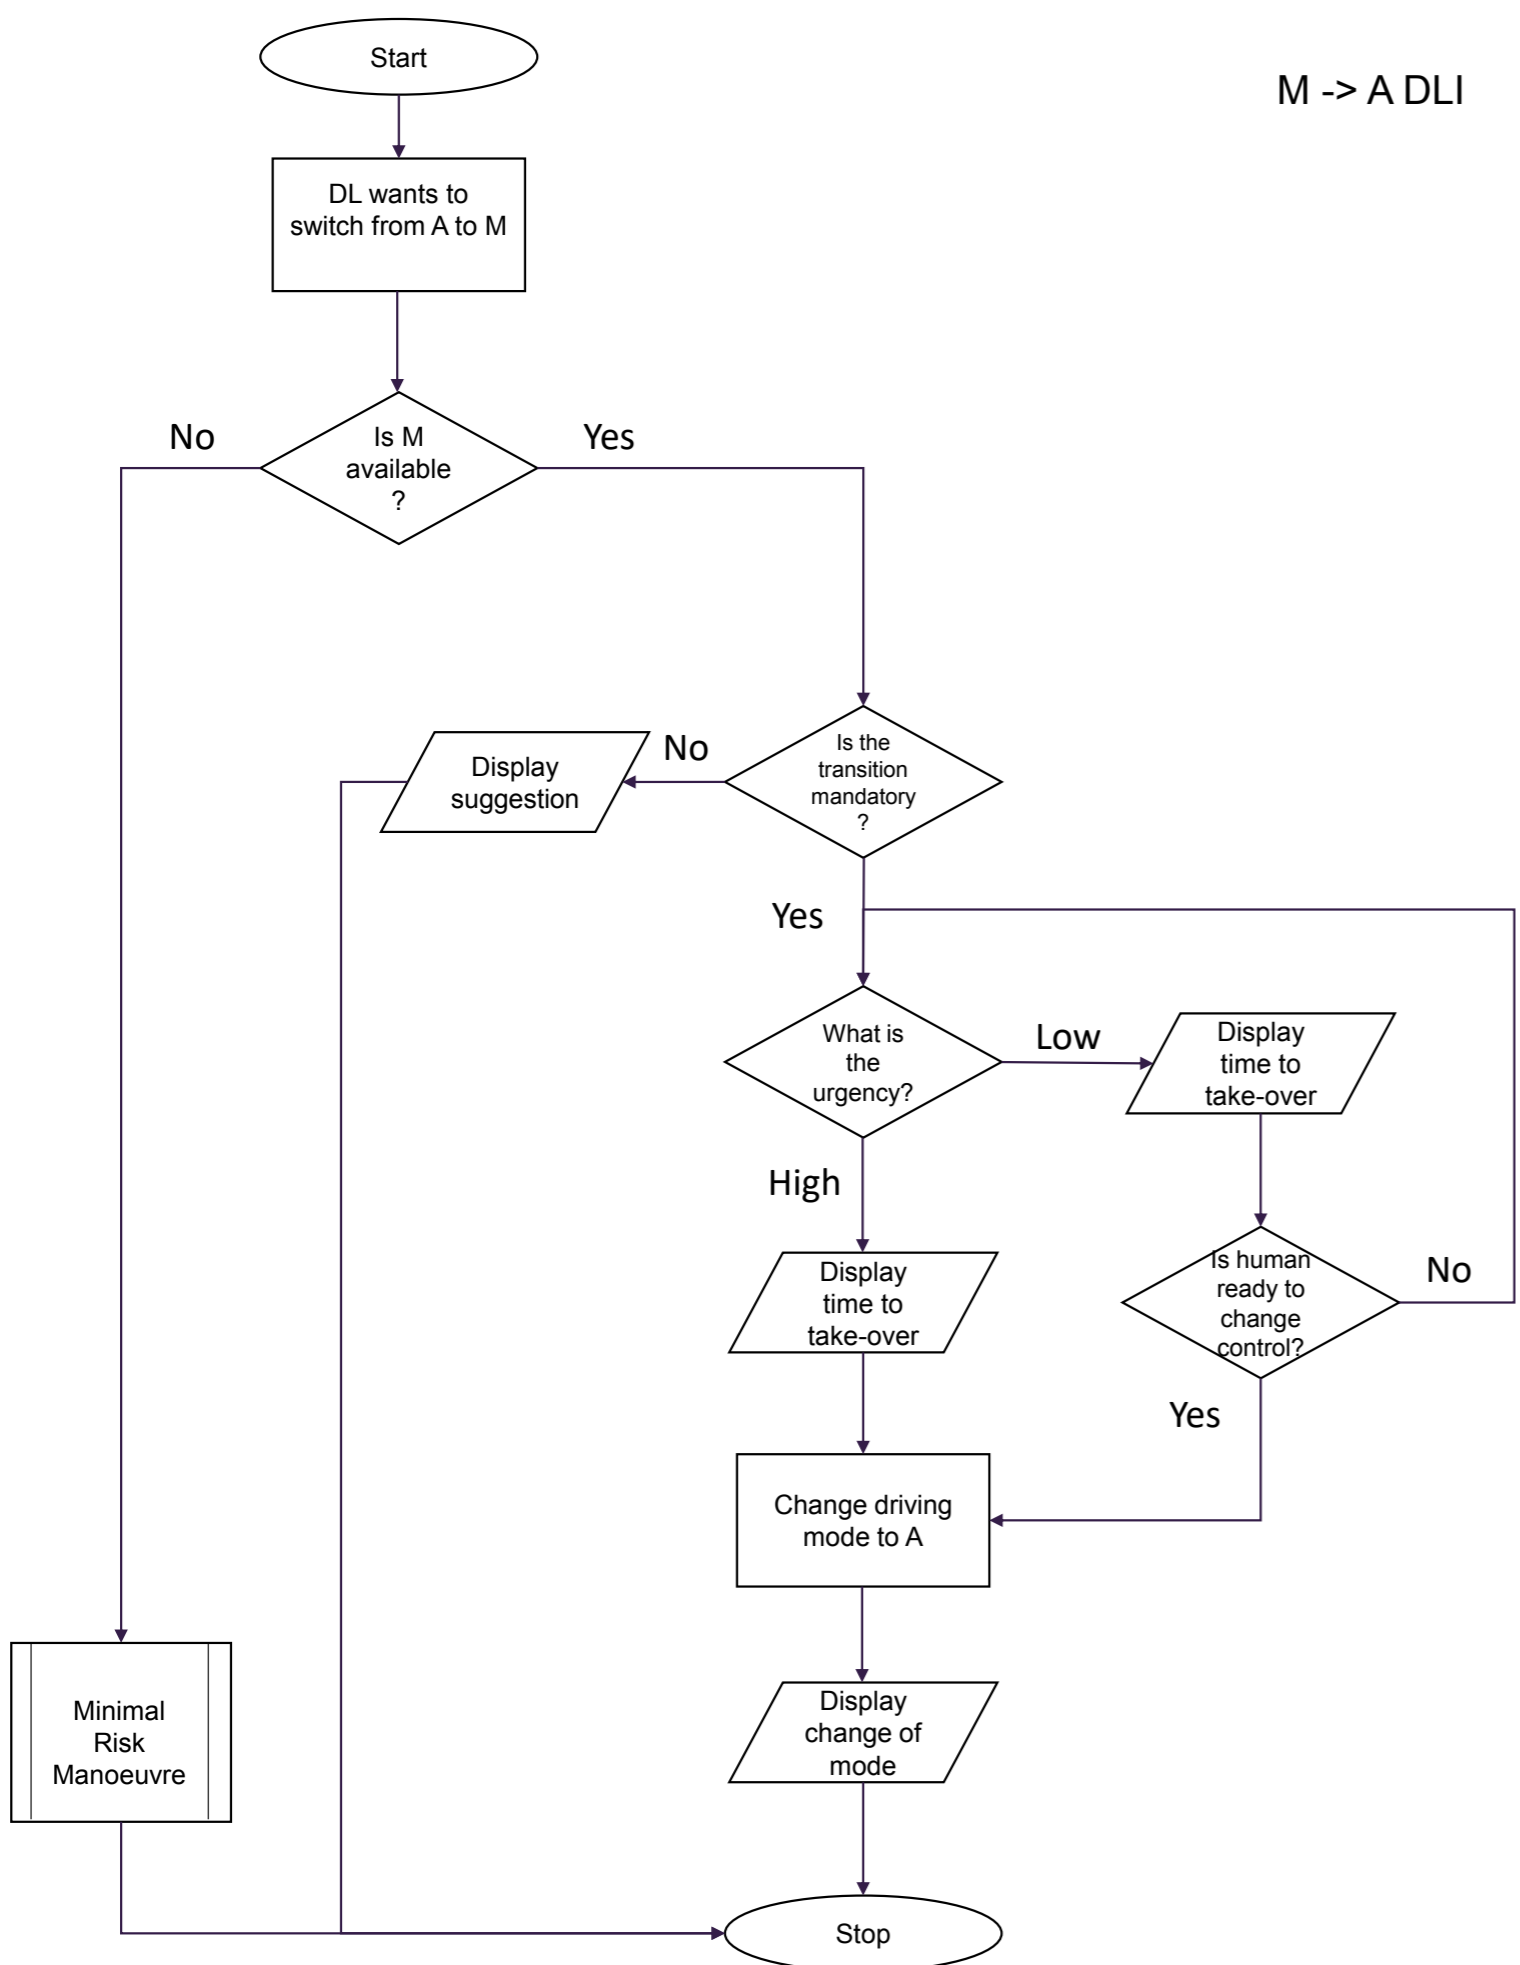 Start
M -> A DLI
DL wants to
switch from A to M
No
Is M
available
?
Yes
Display
suggestion
No
Is the
transition
mandatory
?
Yes
What is
the
urgency?
Low
Display
time to
take-over
High
Display
time to
take-over
Is human
ready to
change
control?
No
Yes
Change driving
mode to A
Minimal
Risk
Manoeuvre
Display
change of
mode
Stop